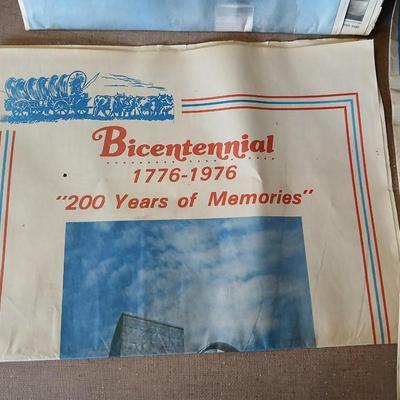 Bicentennial
1776-1976
"200 Years of Memories"